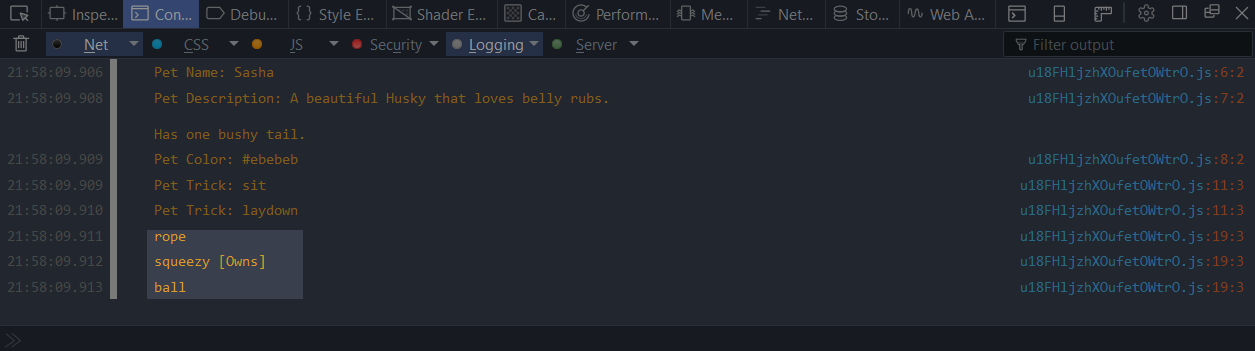 Inspe...
Con...
Debu...
Style E...
Shader E...
Ca...
Perform...
Me...
Net...
Sto...
Web A...
Net
CSS
JS
Security
Logging
Server
Filter output
21:58:09.906 Pet Name: Sasha u18FHljzhXOufetOWtrO.js:6:2
21:58:09.908 Pet Description: A beautiful Husky that loves belly rubs. u18FHljzhXOufetOWtrO.js:7:2
Has one bushy tail.
21:58:09.909 Pet Color: #ebebeb u18FHljzhXOufetOWtrO.js:8:2
21:58:09.909 Pet Trick: sit u18FHljzhXOufetOWtrO.js:11:3
21:58:09.910 Pet Trick: laydown u18FHljzhXOufetOWtrO.js:11:3
21:58:09.911 rope u18FHljzhXOufetOWtrO.js:19:3
21:58:09.912 squeezy [Owns] u18FHljzhXOufetOWtrO.js:19:3
21:58:09.913 ball u18FHljzhXOufetOWtrO.js:19:3